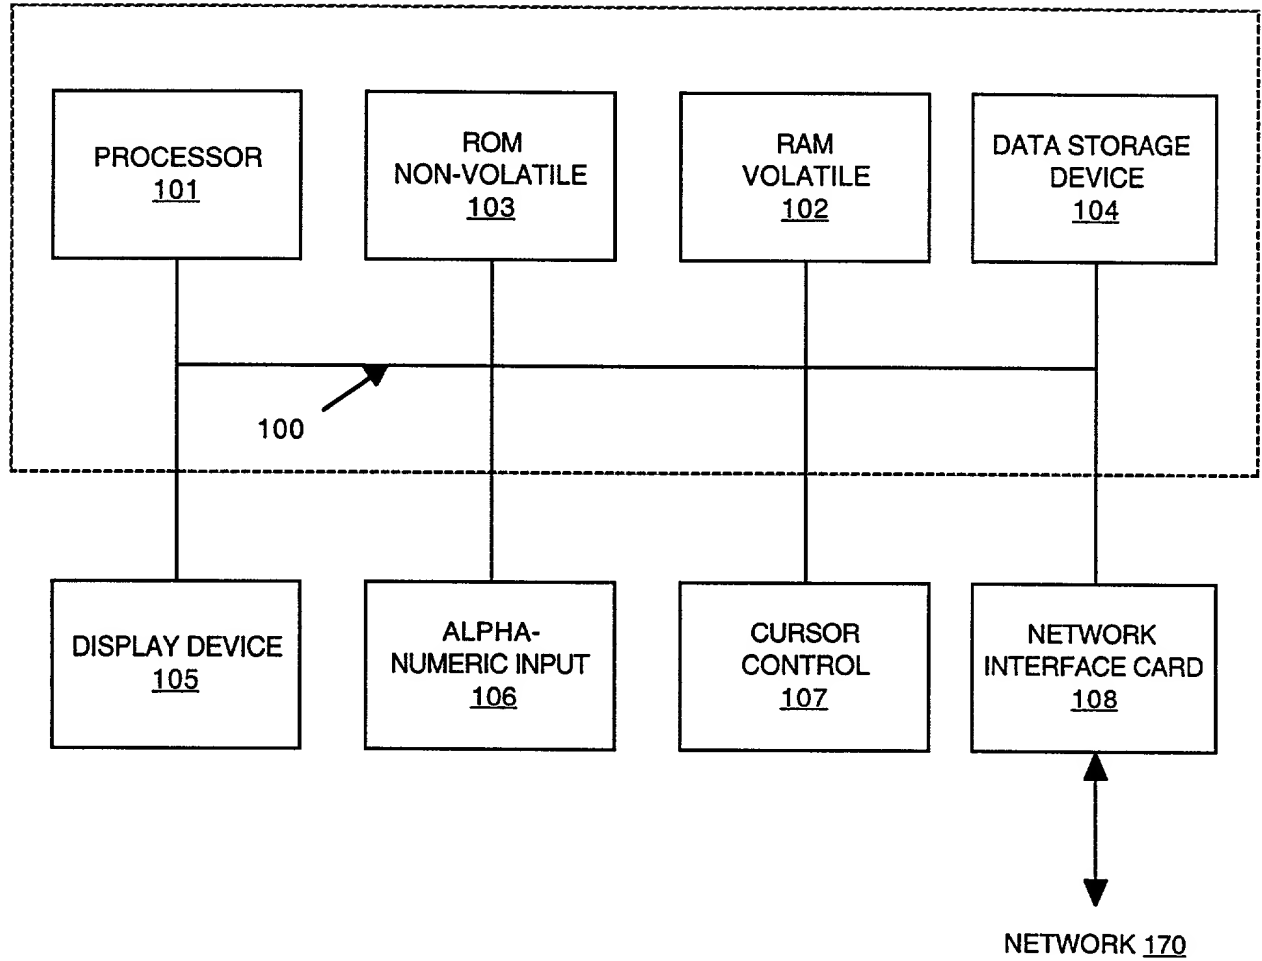 PROCESSOR
101
ROM
NON-VOLATILE
103
RAM
VOLATILE
102
DATA STORAGE
DEVICE
104
100
DISPLAY DEVICE
105
ALPHA-
NUMERIC INPUT
106
CURSOR
CONTROL
107
NETWORK
INTERFACE CARD
108
NETWORK 170